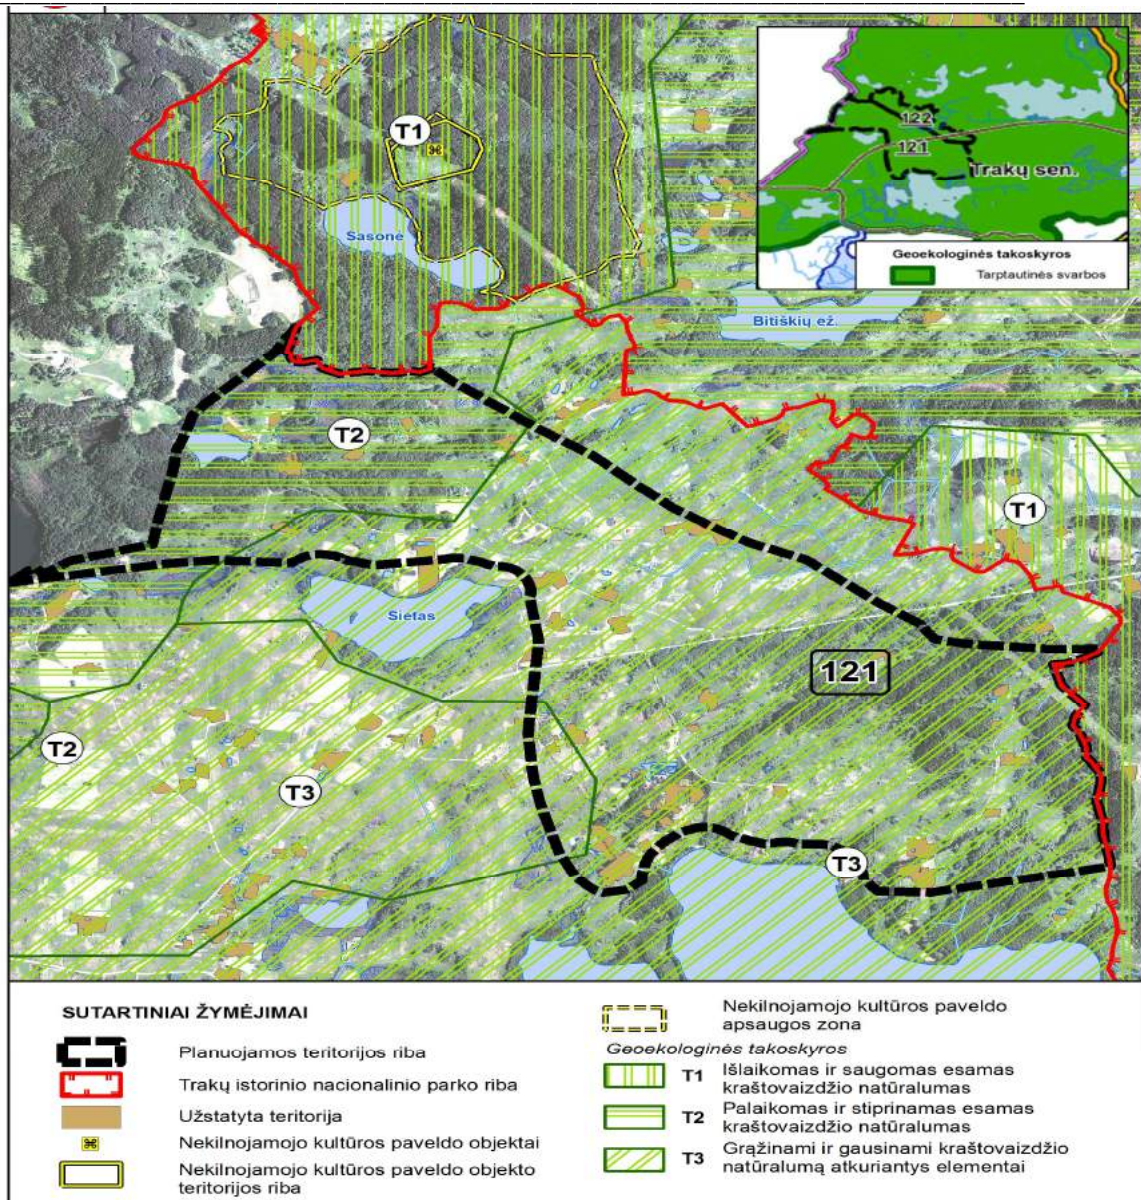 T1
Sasonė
122
121
Trakų sen.
Geoekologinės takoskyros
Tarptautinės svarbos
Bitiškių ež.
T2
T1
Sietas
121
T2
T3
T3
SUTARTINIAI ŽYMĖJIMAI
Planuojamos teritorijos riba
Trakų istorinio nacionalinio parko riba
Užstatyta teritorija
Nekilnojamojo kultūros paveldo objektai
Nekilnojamojo kultūros paveldo objekto
teritorijos riba
Nekilnojamojo kultūros paveldo
apsaugos zona
Geoekologinės takoskyros
T1 Išlaikomas ir saugomas esamas
kraštovaizdžio natūralumas
T2 Palaikomas ir stiprinamas esamas
kraštovaizdžio natūralumas
T3 Grąžinami ir gausinami kraštovaizdžio
natūralumą atkuriantys elementai